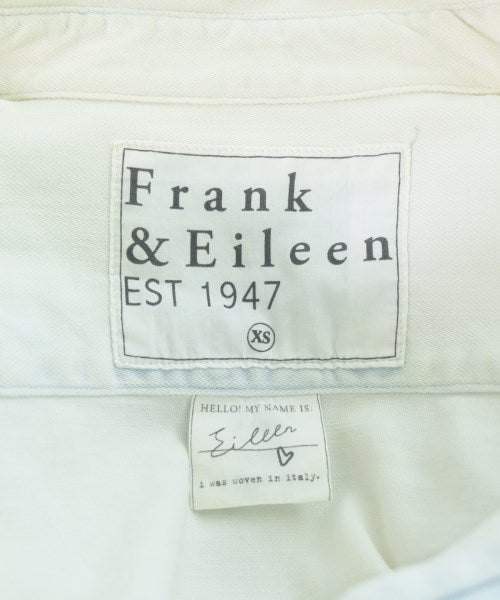 Frank
& Eileen
EST 1947
XS
HELLO! MY NAME IS:
Eileen
i was woven in italy.